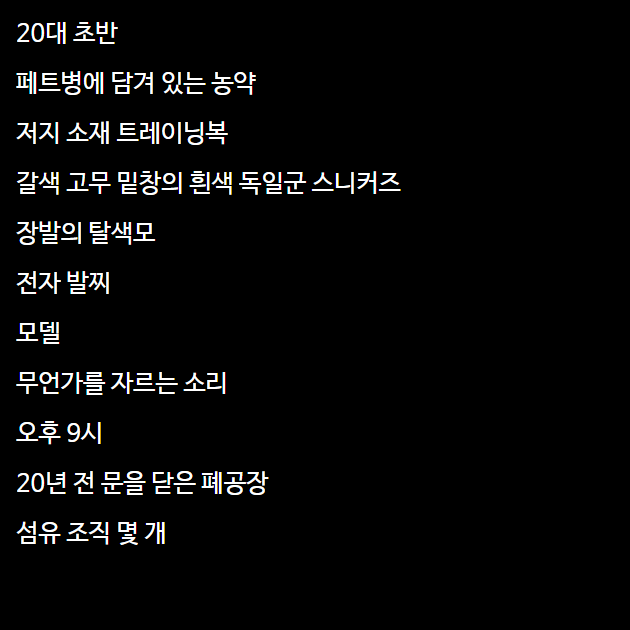 20대 초반
페트병에 담겨 있는 농약
저지 소재 트레이닝복
갈색 고무 밑창의 흰색 독일군 스니커즈
장발의 탈색모
전자 발찌
모델
무언가를 자르는 소리
오후 9시
20년 전 문을 닫은 폐공장
섬유 조직 몇 개